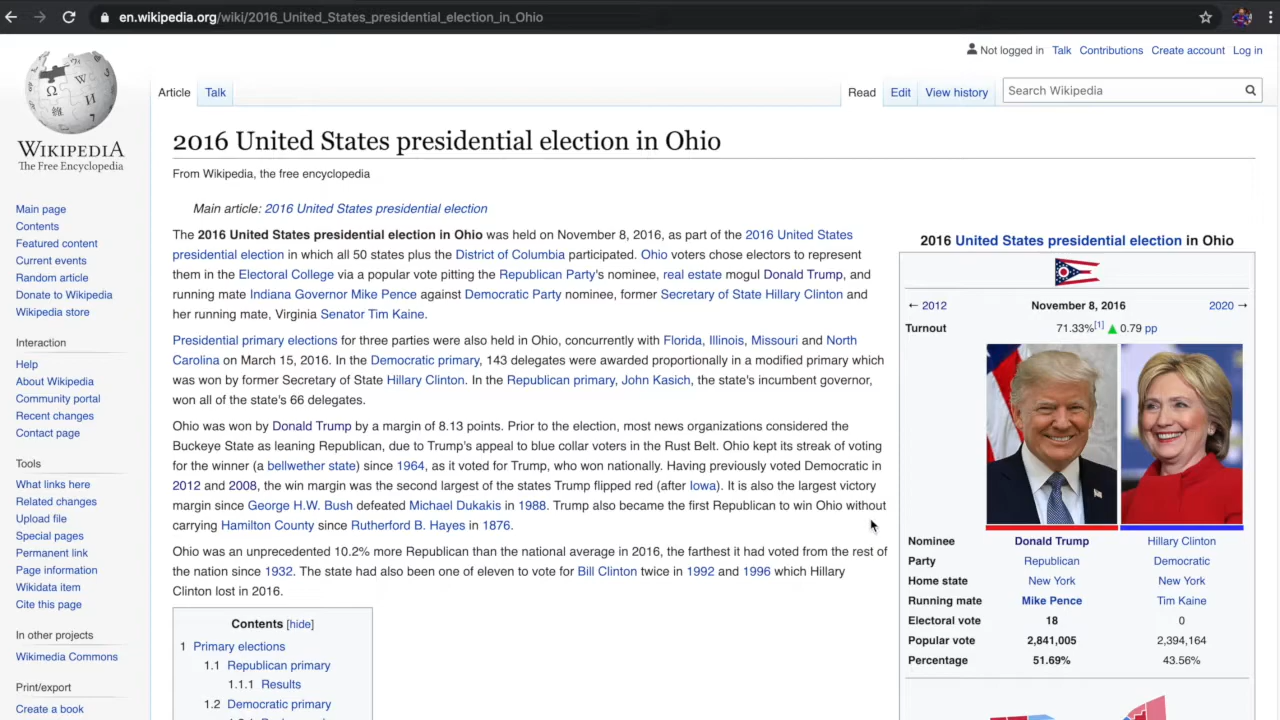 en.wikipedia.org/wiki/2016_United_States_presidential_election_in_Ohio
Not logged in Talk Contributions Create account Log in
Article Talk Read Edit View history Search Wikipedia
WIKIPEDIA
The Free Encyclopedia
Main page
Contents
Featured content
Current events
Random article
Donate to Wikipedia
Wikipedia store
Interaction
Help
About Wikipedia
Community portal
Recent changes
Contact page
Tools
What links here
Related changes
Upload file
Special pages
Permanent link
Page information
Wikidata item
Cite this page
In other projects
Wikimedia Commons
Print/export
Create a book
2016 United States presidential election in Ohio
From Wikipedia, the free encyclopedia
Main article: 2016 United States presidential election
The 2016 United States presidential election in Ohio was held on November 8, 2016, as part of the 2016 United States
presidential election in which all 50 states plus the District of Columbia participated. Ohio voters chose electors to represent
them in the Electoral College via a popular vote pitting the Republican Party's nominee, real estate mogul Donald Trump, and
running mate Indiana Governor Mike Pence against Democratic Party nominee, former Secretary of State Hillary Clinton and
her running mate, Virginia Senator Tim Kaine.
Presidential primary elections for three parties were also held in Ohio, concurrently with Florida, Illinois, Missouri and North
Carolina on March 15, 2016. In the Democratic primary, 143 delegates were awarded proportionally in a modified primary which
was won by former Secretary of State Hillary Clinton. In the Republican primary, John Kasich, the state's incumbent governor,
won all of the state's 66 delegates.
Ohio was won by Donald Trump by a margin of 8.13 points. Prior to the election, most news organizations considered the
Buckeye State as leaning Republican, due to Trump's appeal to blue collar voters in the Rust Belt. Ohio kept its streak of voting
for the winner (a bellwether state) since 1964, as it voted for Trump, who won nationally. Having previously voted Democratic in
2012 and 2008, the win margin was the second largest of the states Trump flipped red (after Iowa). It is also the largest victory
margin since George H.W. Bush defeated Michael Dukakis in 1988. Trump also became the first Republican to win Ohio without
carrying Hamilton County since Rutherford B. Hayes in 1876.
Ohio was an unprecedented 10.2% more Republican than the national average in 2016, the farthest it had voted from the rest of
the nation since 1932. The state had also been one of eleven to vote for Bill Clinton twice in 1992 and 1996 which Hillary
Clinton lost in 2016.
Contents [hide]
1 Primary elections
1.1 Republican primary
1.1.1 Results
1.2 Democratic primary
2016 United States presidential election in Ohio
← 2012 November 8, 2016 2020 →
Turnout 71.33%[1] ▲ 0.79 pp
Nominee Donald Trump Hillary Clinton
Party Republican Democratic
Home state New York New York
Running mate Mike Pence Tim Kaine
Electoral vote 18 0
Popular vote 2,841,005 2,394,164
Percentage 51.69% 43.56%